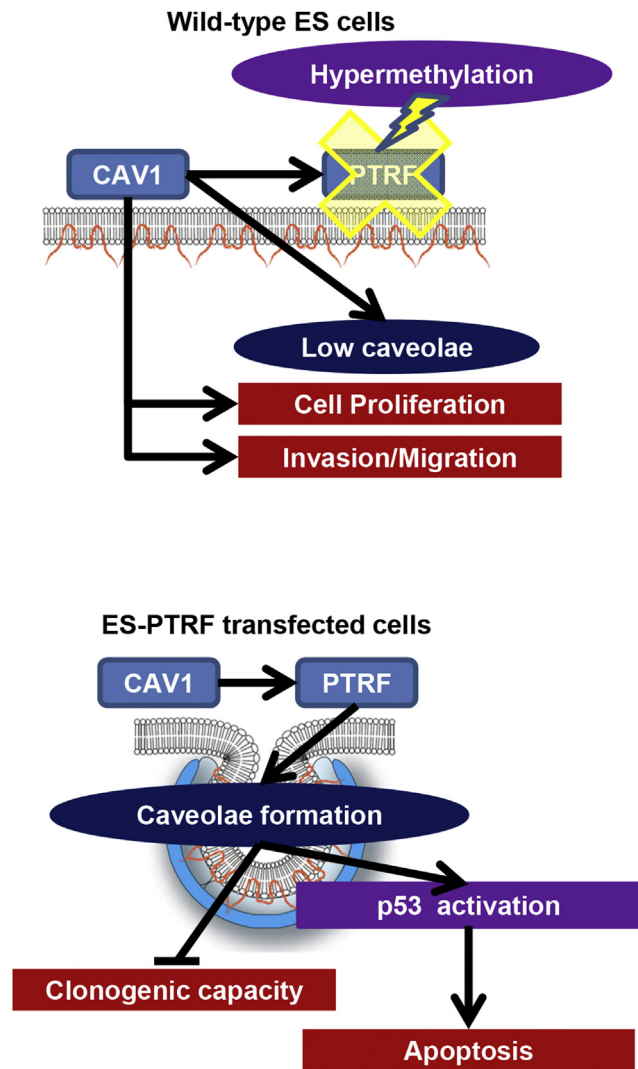 Wild-type ES cells
Hypermethylation
CAV1
PTRF
Low caveolae
Cell Proliferation
Invasion/Migration
ES-PTRF transfected cells
CAV1
PTRF
Caveolae formation
p53 activation
Clonogenic capacity
Apoptosis